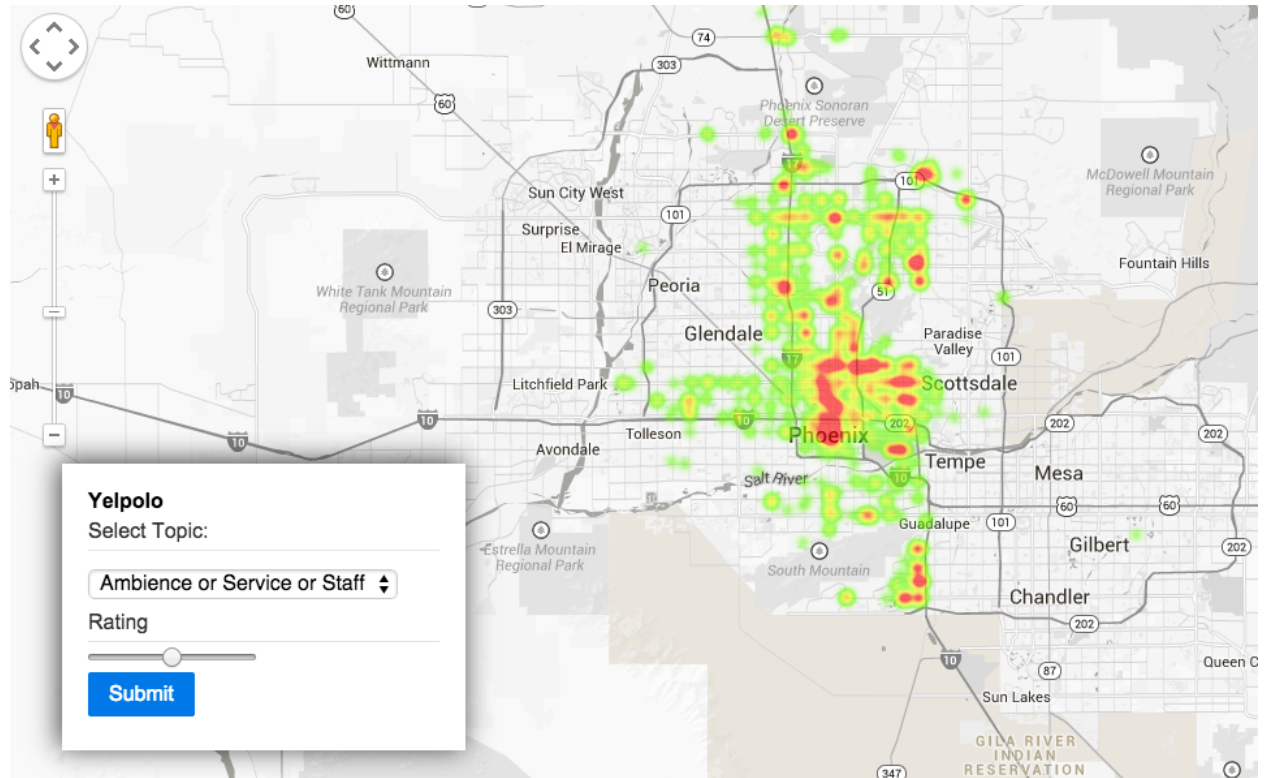 60
74
Wittmann
303
60
Phoenix Sonoran
Desert Preserve
17
McDowell Mountain
Regional Park
101
Sun City West
101
Surprise
El Mirage
Fountain Hills
White Tank Mountain
Regional Park
Peoria
51
303
Glendale
Paradise
Valley
17
101
opah
10
Litchfield Park
Scottsdale
10
10
202
202
202
Tolleson
Phoenix
10
Avondale
Tempe
Mesa
Salt River
10
60
60
Guadalupe
101
Gilbert
202
Estrella Mountain
Regional Park
South Mountain
Chandler
202
10
87
Queen C
Sun Lakes
GILA RIVER
INDIAN
RESERVATION
347
Yelpolo
Select Topic:
Ambience or Service or Staff
Rating
Submit